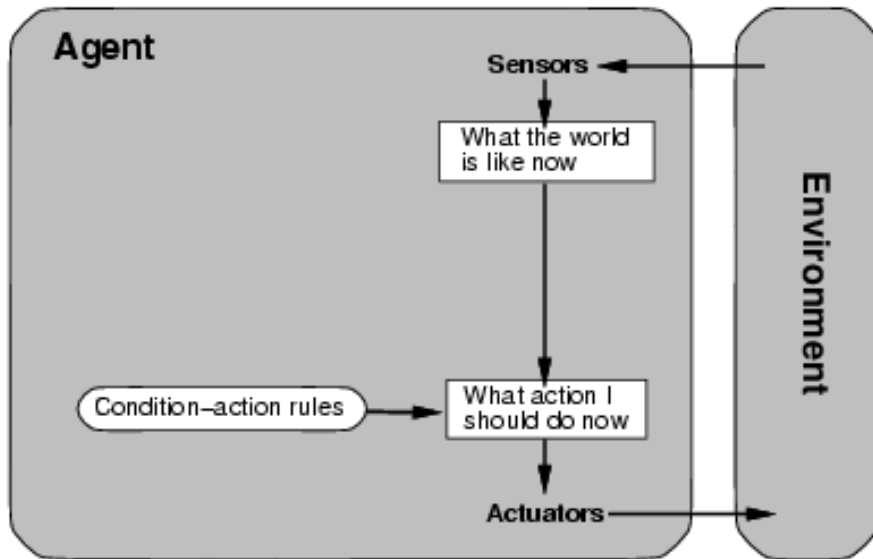 Agent
Sensors
What the world
is like now
Environment
Condition–action rules
What action I
should do now
Actuators